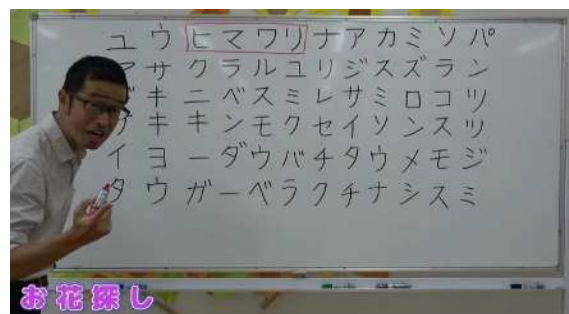 ユウヒマワリナアカミソパ
アサクラルユリジスズラン
キニベスミレサミロコツ
キキンモクセイソンスツ
イヨーダウバチタウメモジ
タウガーベラクチナシスミ
お花探し